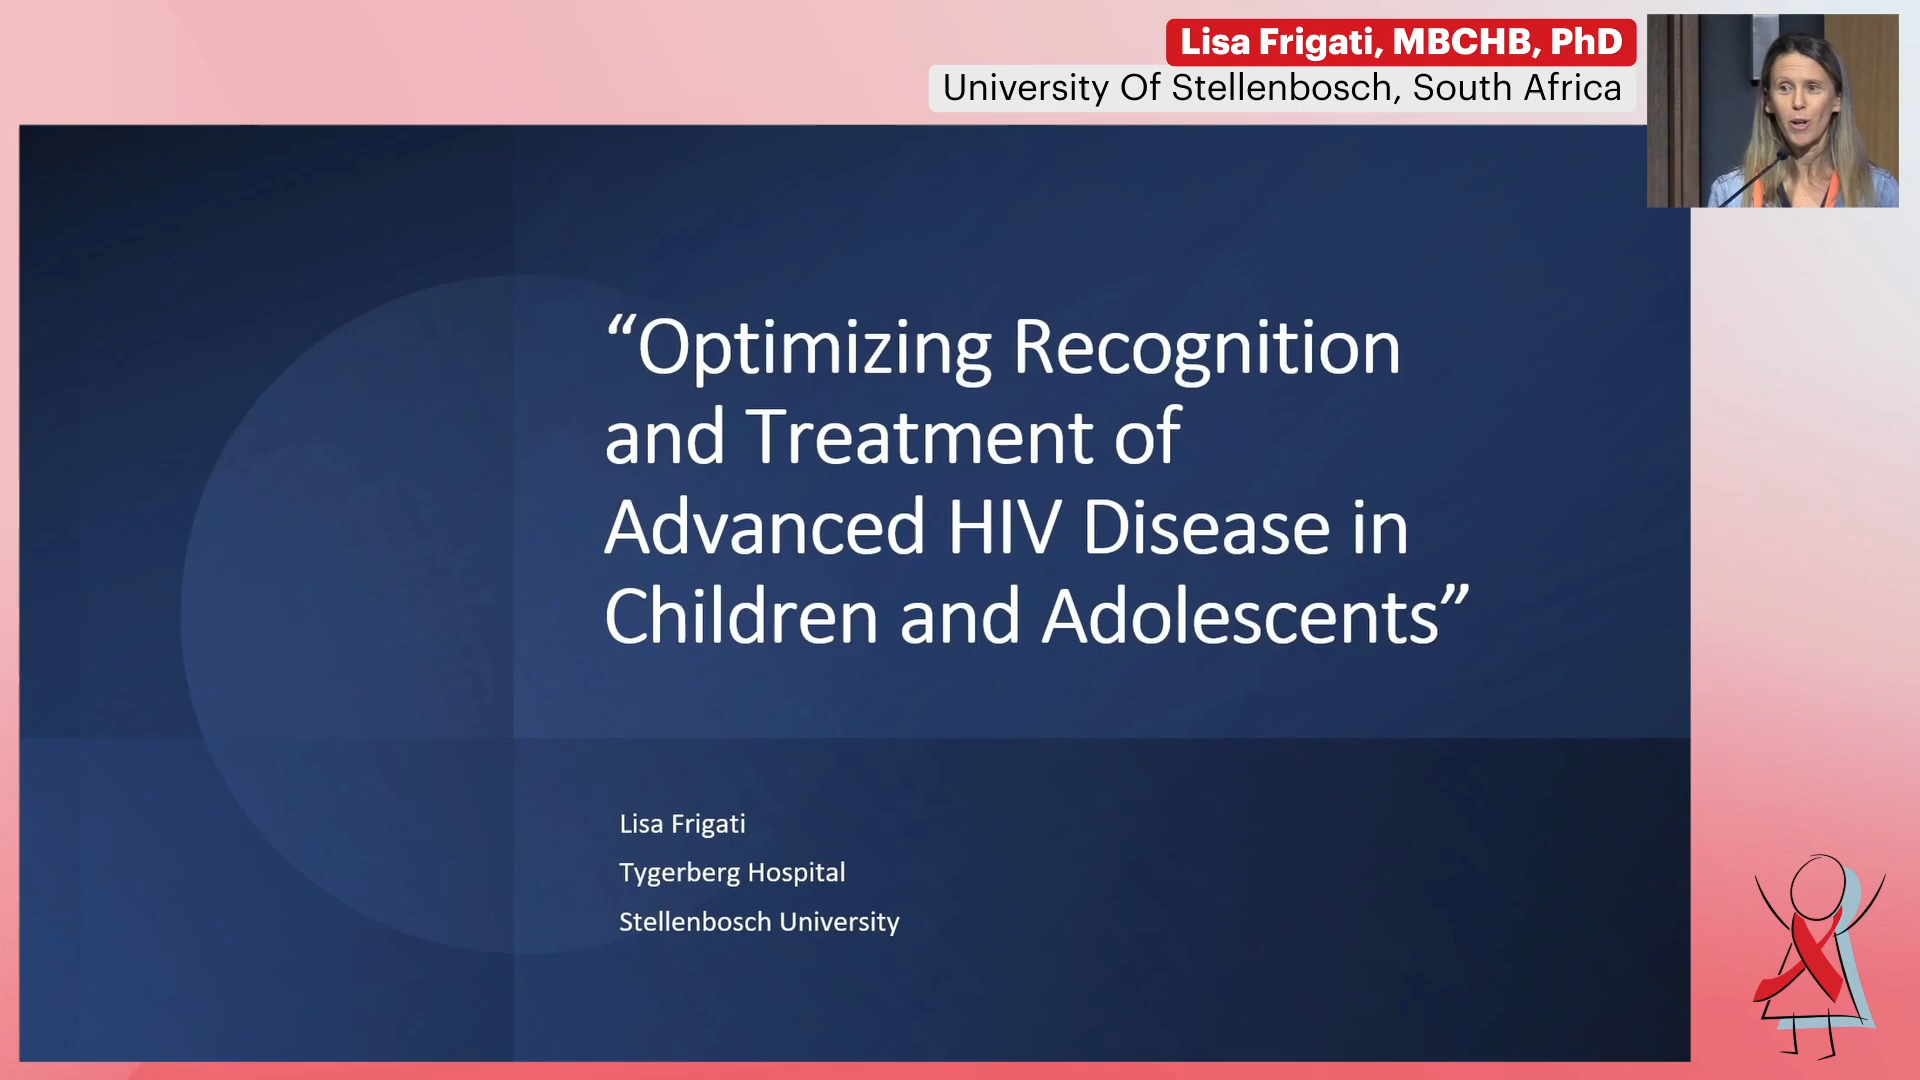 Lisa Frigati, MBCHB, PhD
University Of Stellenbosch, South Africa
“Optimizing Recognition
and Treatment of
Advanced HIV Disease in
Children and Adolescents”
Lisa Frigati
Tygerberg Hospital
Stellenbosch University